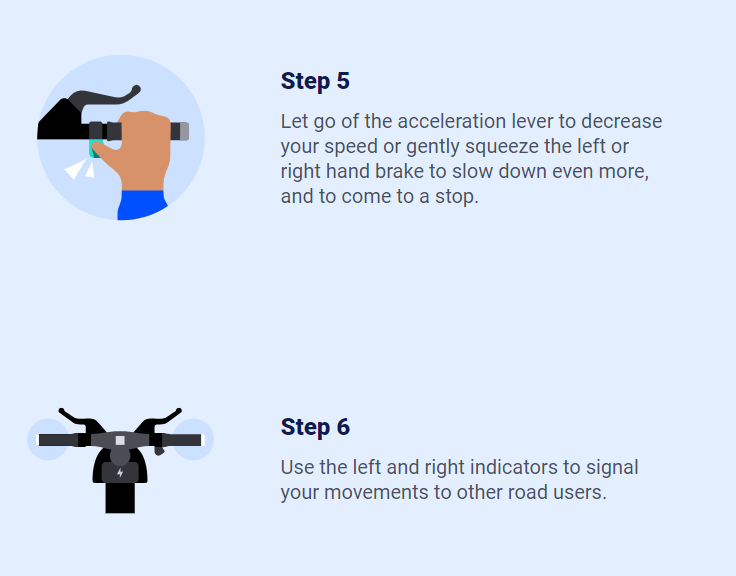 Step 5
Let go of the acceleration lever to decrease
your speed or gently squeeze the left or
right hand brake to slow down even more,
and to come to a stop.
Step 6
Use the left and right indicators to signal
your movements to other road users.